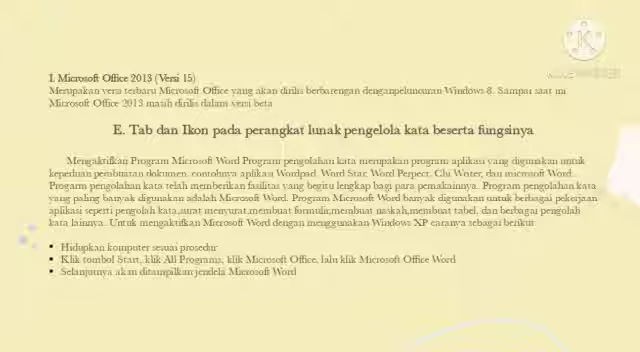 I. Microsoft Office 2013 (Versi 15)
Merupakan versi terbaru Microsoft Office yang akan dirilis berbarengan denganpeluncuran Windows 8. Sampai saat ini
Microsoft Office 2013 masih dirilis dalam versi beta
E. Tab dan Ikon pada perangkat lunak pengelola kata beserta fungsinya
Mengaktifkan Program Microsoft Word Program pengolahan kata merupakan program aplikasi yang digunakan untuk
keperluan pembuatan dokumen. contohnya aplikasi Wordpad, Word Star, Word Perpect, Chi Writer, dan microsoft Word.
Progarm pengolahan kata telah memberikan fasilitas yang begitu lengkap bagi para pemakainnya. Program pengolahan kata
yang paling banyak digunakan adalah Microsoft Word. Program Microsoft Word banyak digunakan untuk berbagai pekerjaan
aplikasi seperti pengolah kata,surat menyurat,membuat formulir,membuat naskah,membuat tabel, dan berbagai pengolah
kata lainnya. Untuk mengaktifkan Microsoft Word dengan menggunakan Windows XP caranya sebagai berikut
▪ Hidupkan komputer sesuai prosedur
▪ Klik tombol Start, klik All Programs, klik Microsoft Office, lalu klik Microsoft Office Word
▪ Selanjutnya akan ditampilkan jendela Microsoft Word